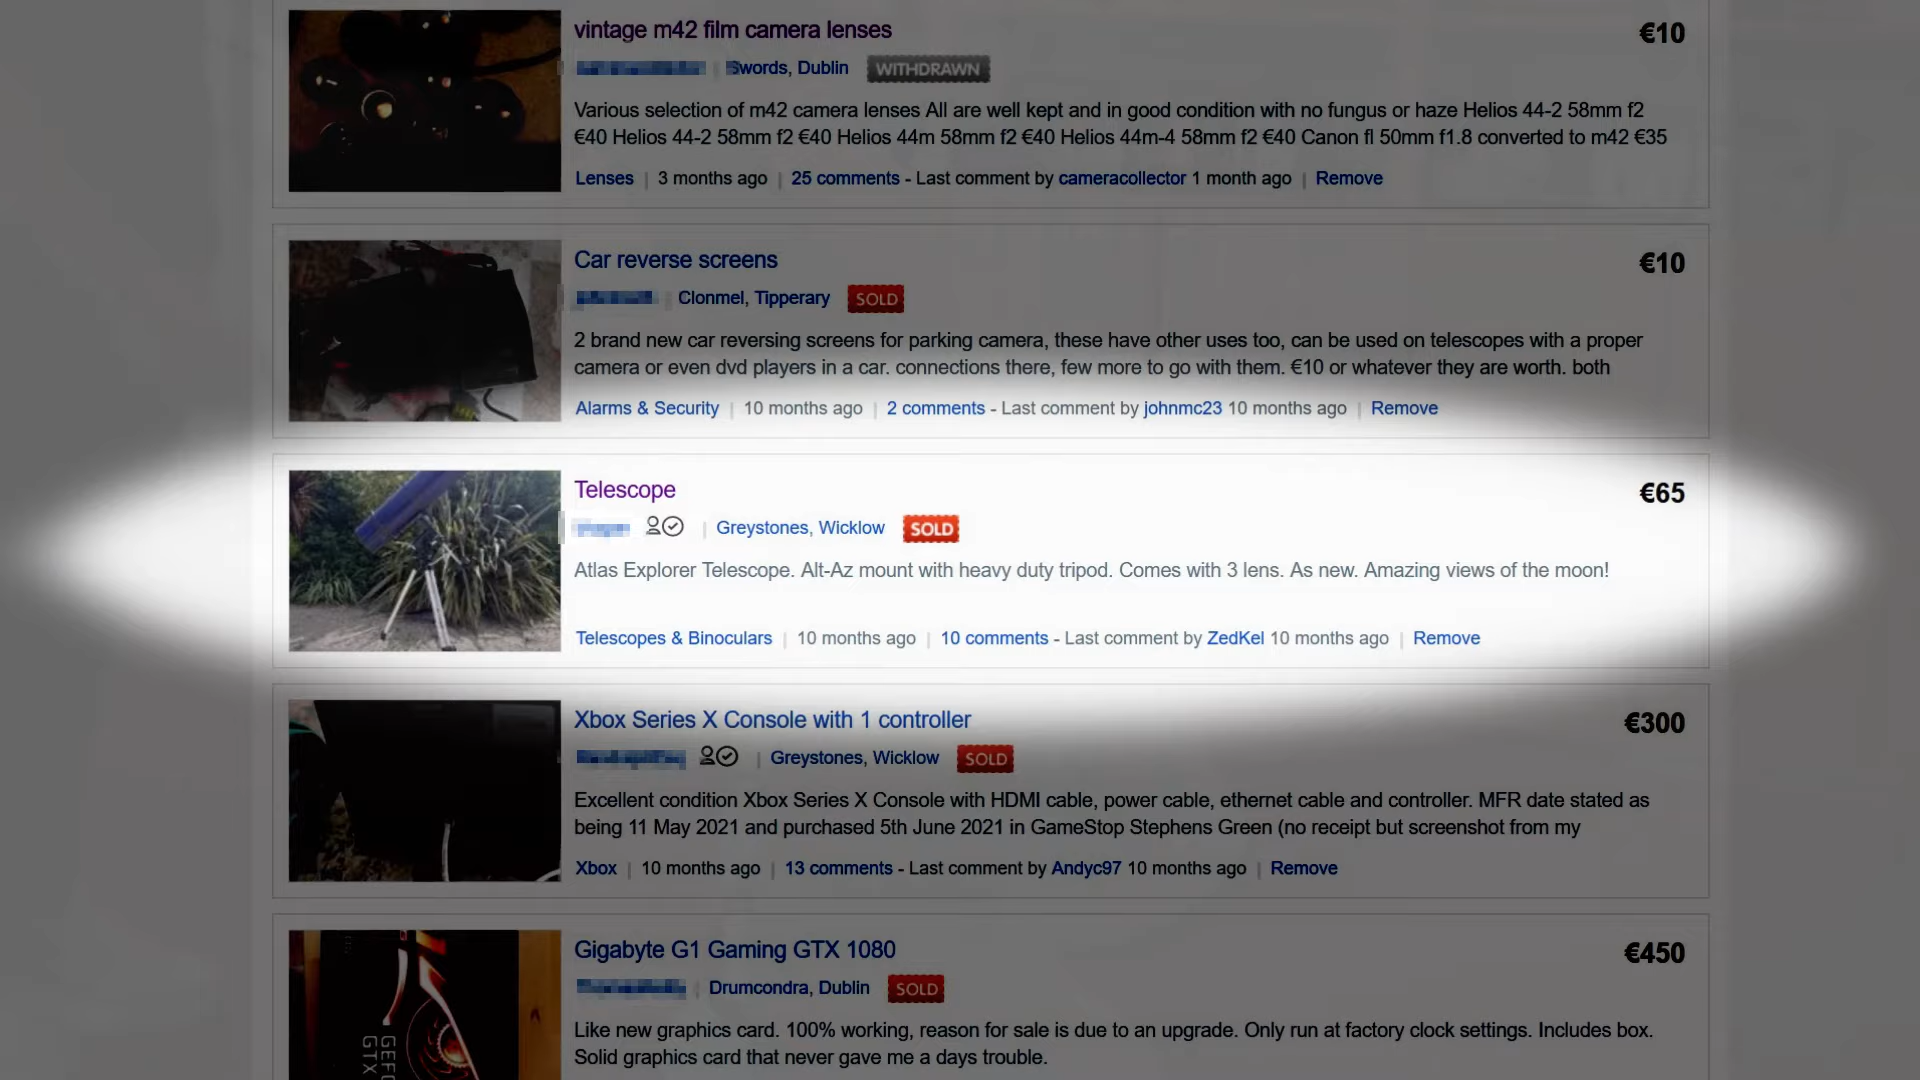 vintage m42 film camera lenses
€10
Swords, Dublin WITHDRAWN
Various selection of m42 camera lenses All are well kept and in good condition with no fungus or haze Helios 44-2 58mm f2
€40 Helios 44-2 58mm f2 €40 Helios 44m 58mm f2 €40 Helios 44m-4 58mm f2 €40 Canon fl 50mm f1.8 converted to m42 €35
Lenses | 3 months ago | 25 comments - Last comment by cameracollector 1 month ago | Remove
Car reverse screens
€10
Clonmel, Tipperary SOLD
2 brand new car reversing screens for parking camera, these have other uses too, can be used on telescopes with a proper
camera or even dvd players in a car. connections there, few more to go with them. €10 or whatever they are worth. both
Alarms & Security | 10 months ago | 2 comments - Last comment by johnmc23 10 months ago | Remove
Telescope
€65
| Greystones, Wicklow SOLD
Atlas Explorer Telescope. Alt-Az mount with heavy duty tripod. Comes with 3 lens. As new. Amazing views of the moon!
Telescopes & Binoculars | 10 months ago | 10 comments - Last comment by ZedKel 10 months ago | Remove
Xbox Series X Console with 1 controller
€300
| Greystones, Wicklow SOLD
Excellent condition Xbox Series X Console with HDMI cable, power cable, ethernet cable and controller. MFR date stated as
being 11 May 2021 and purchased 5th June 2021 in GameStop Stephens Green (no receipt but screenshot from my
Xbox | 10 months ago | 13 comments - Last comment by Andyc97 10 months ago | Remove
Gigabyte G1 Gaming GTX 1080
€450
| Drumcondra, Dublin SOLD
Like new graphics card. 100% working, reason for sale is due to an upgrade. Only run at factory clock settings. Includes box.
Solid graphics card that never gave me a days trouble.
GTX